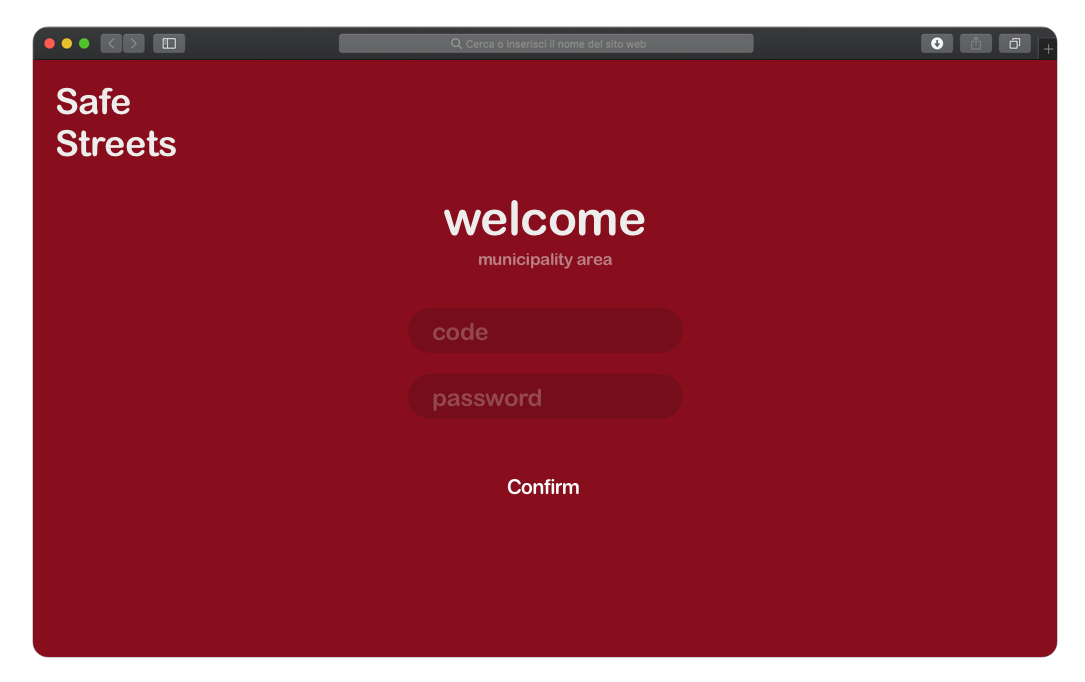 Cerca o inserisci il nome del sito web
Safe
Streets
welcome
municipality area
code
password
Confirm